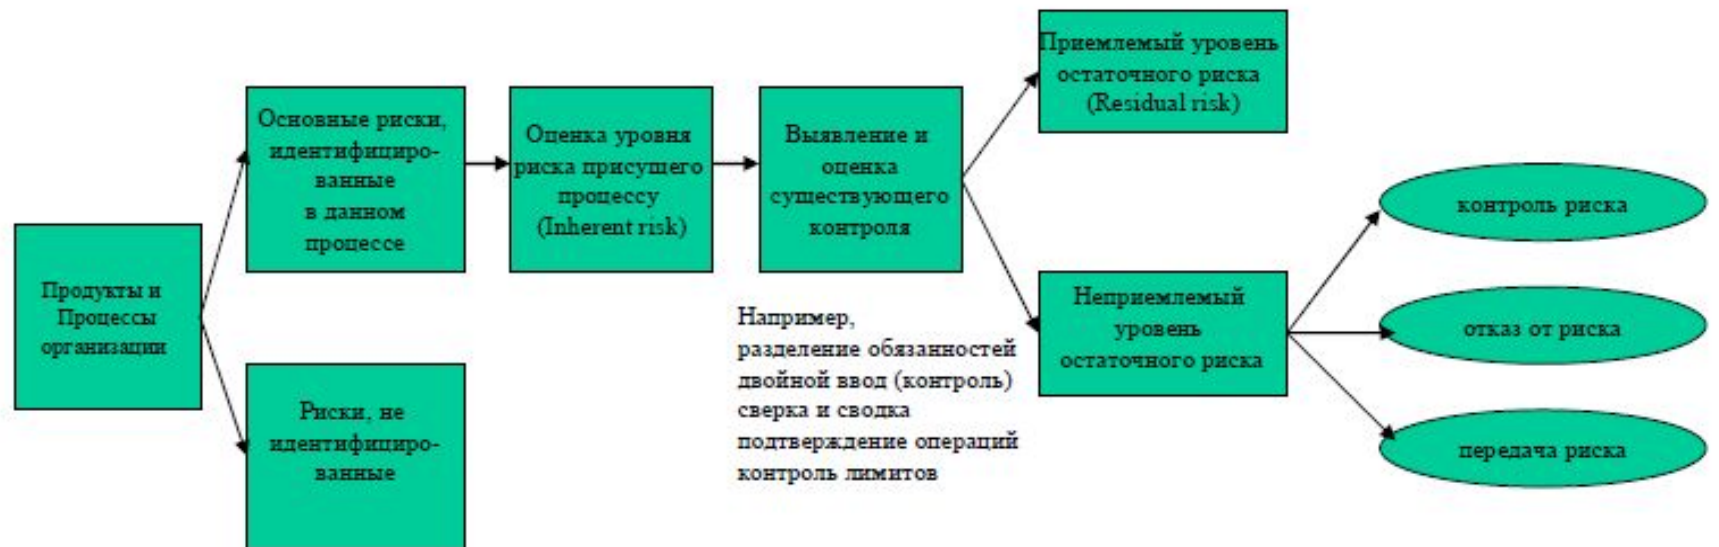 Продукты и
Процессы
организации
Основные риски,
идентифициро-
ванные
в данном
процессе
Риски, не
идентифициро-
ванные
Оценка уровня
риска присущего
процессу
(Inherent risk)
Выявление и
оценка
существующего
контроля
Например,
разделение обязанностей
двойной ввод (контроль)
сверка и сводка
подтверждение операций
контроль лимитов
Приемлемый уровень
остаточного риска
(Residual risk)
Неприемлемый
уровень
остаточного риска
контроль риска
отказ от риска
передача риска